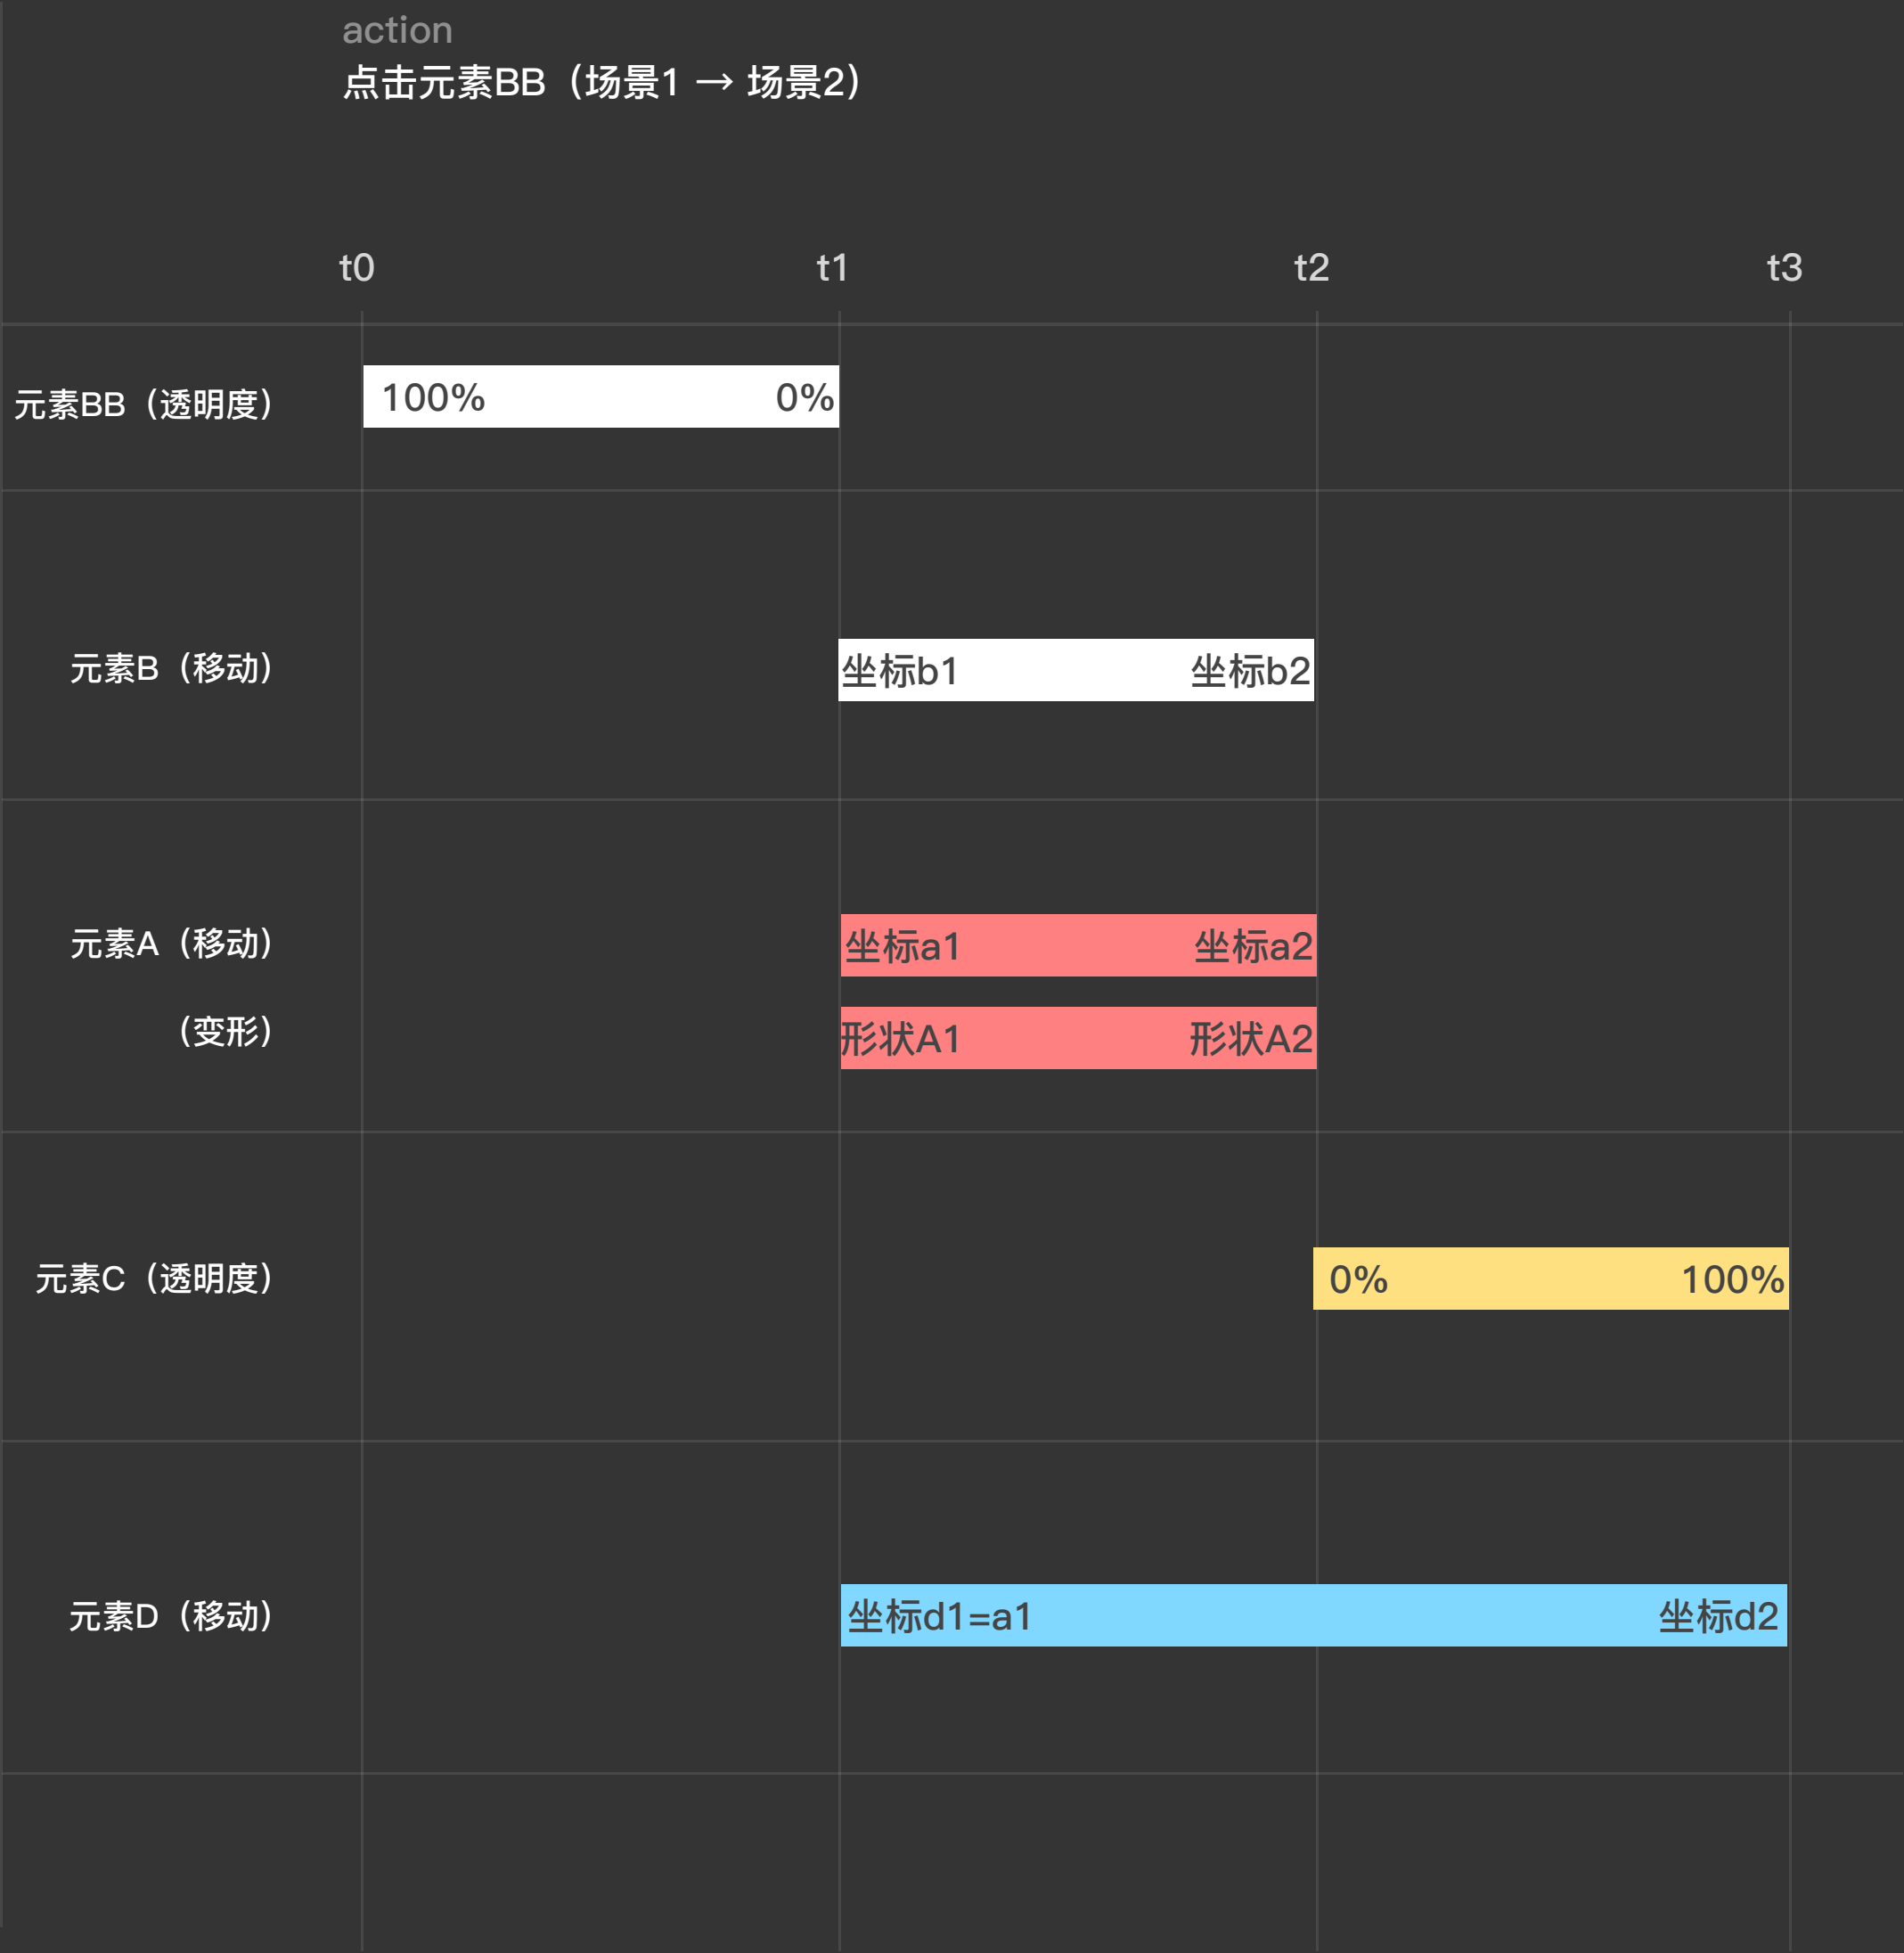 action
点击元素BB（场景1 → 场景2）
t0 t1 t2 t3
元素BB（透明度） 100% 0%
元素B（移动） 坐标b1 坐标b2
元素A（移动） 坐标a1 坐标a2
（变形） 形状A1 形状A2
元素C（透明度） 0% 100%
元素D（移动） 坐标d1=a1 坐标d2